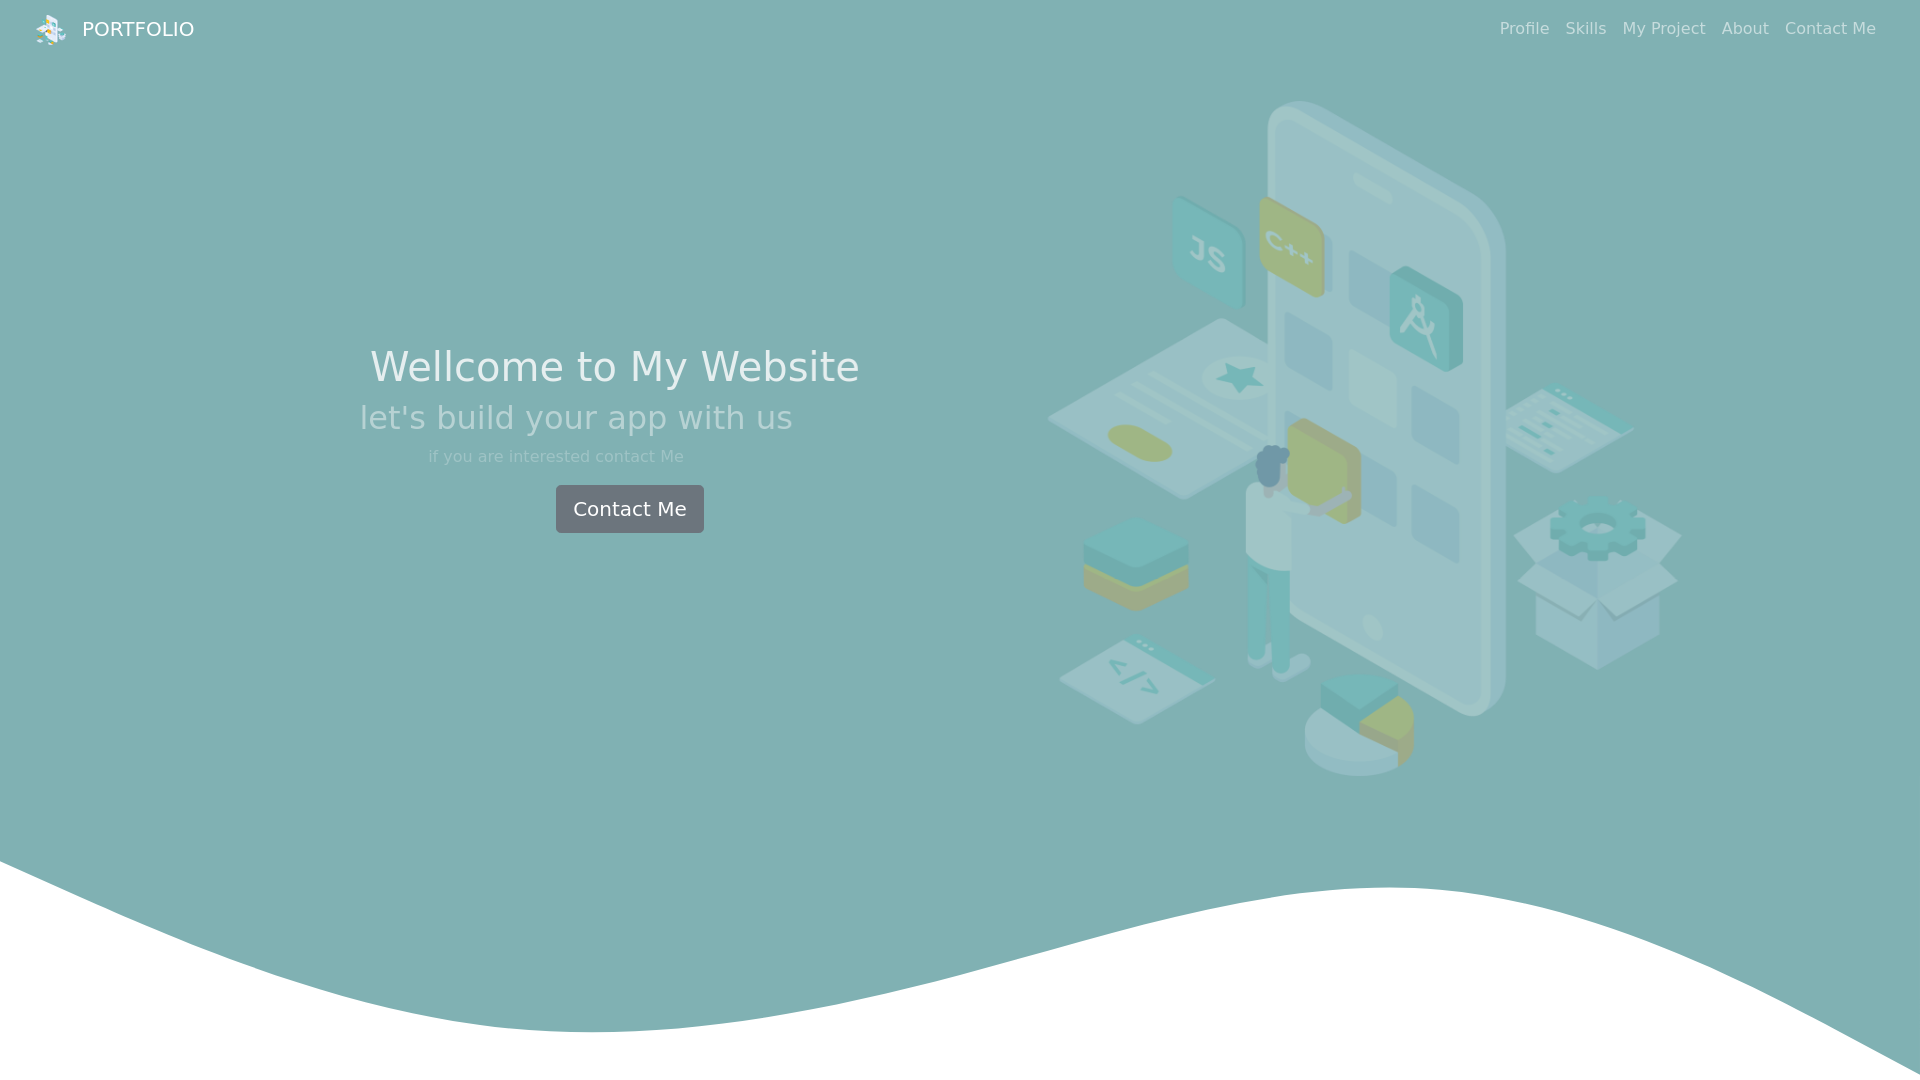 PORTFOLIO
Profile Skills My Project About Contact Me
JS
C++
Wellcome to My Website
let's build your app with us
if you are interested contact Me
Contact Me
</>